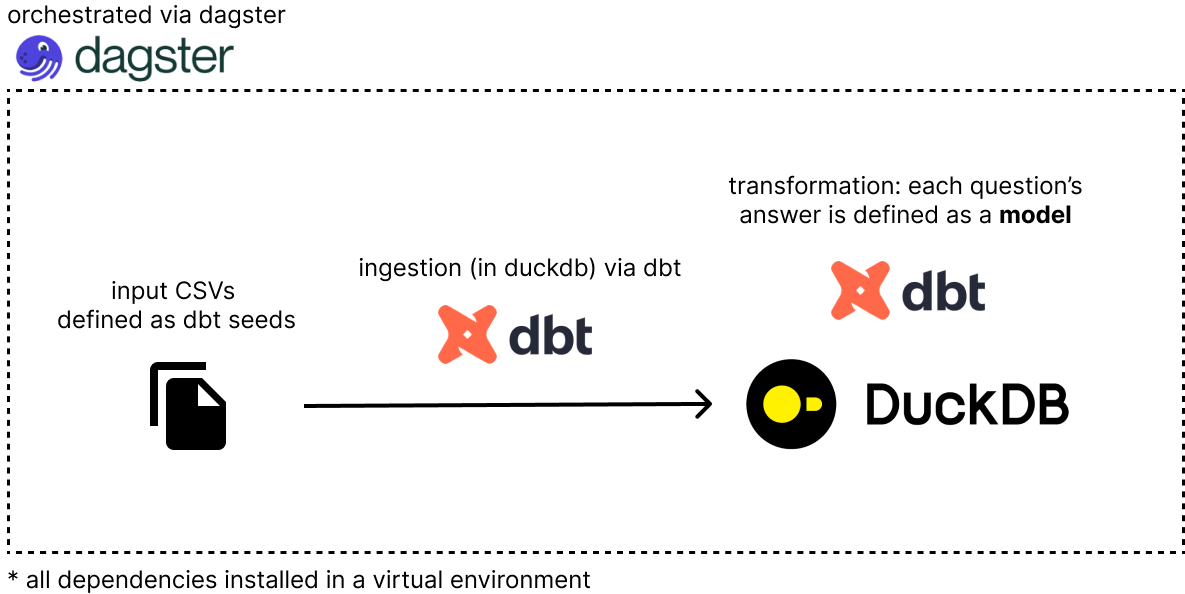 orchestrated via dagster
dagster
transformation: each question’s
answer is defined as a model
ingestion (in duckdb) via dbt
input CSVs
defined as dbt seeds
dbt
dbt
DuckDB
* all dependencies installed in a virtual environment